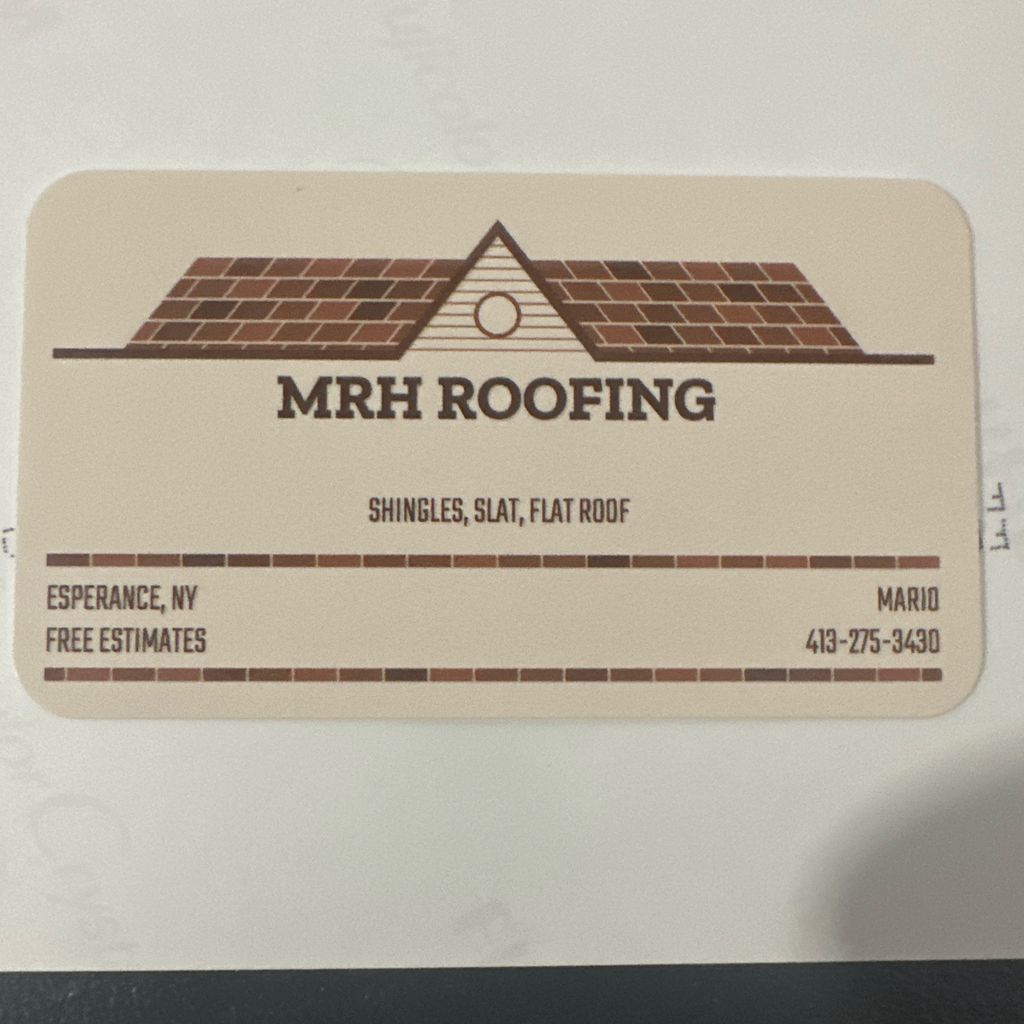 MRH ROOFING
SHINGLES, SLAT, FLAT ROOF
ESPERANCE, NY
FREE ESTIMATES
MARIO
413-275-3430